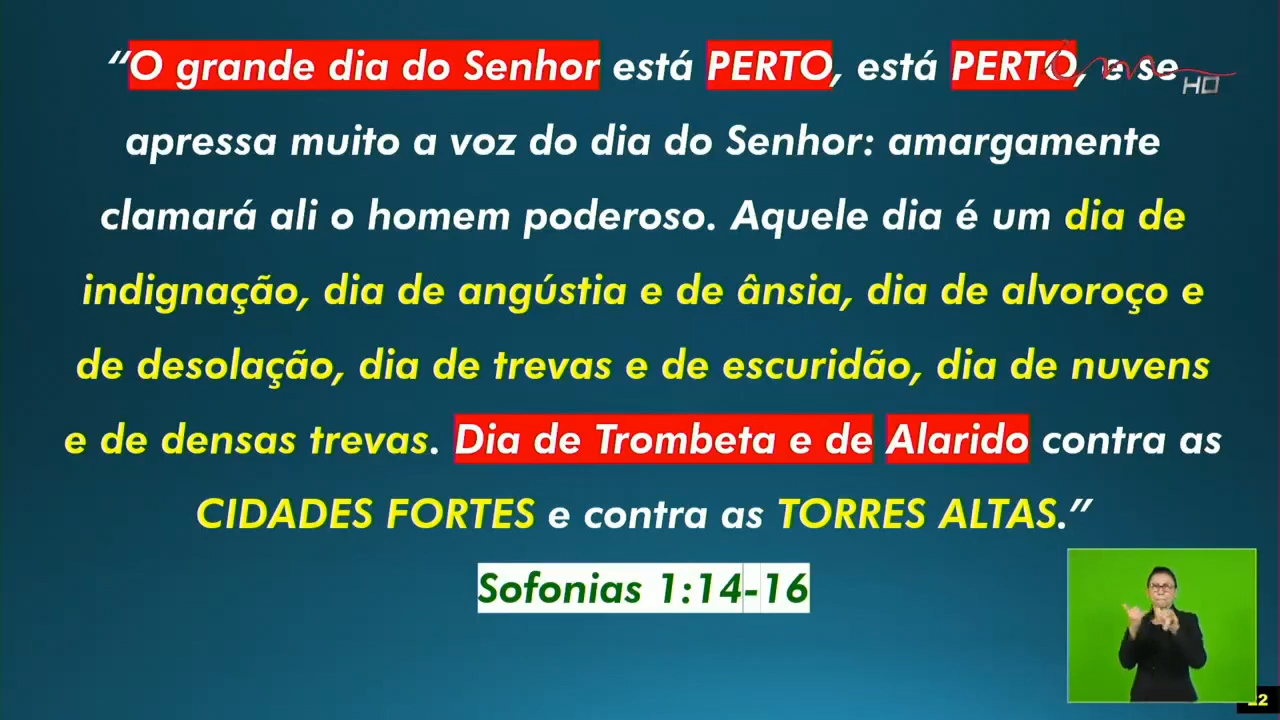 “O grande dia do Senhor está PERTO, está PERTO, e se
apressa muito a voz do dia do Senhor: amargamente
clamará ali o homem poderoso. Aquele dia é um dia de
indignação, dia de angústia e de ânsia, dia de alvoroço e
de desolação, dia de trevas e de escuridão, dia de nuvens
e de densas trevas. Dia de Trombeta e de Alarido contra as
CIDADES FORTES e contra as TORRES ALTAS.”
Sofonias 1:14-16
HD
22